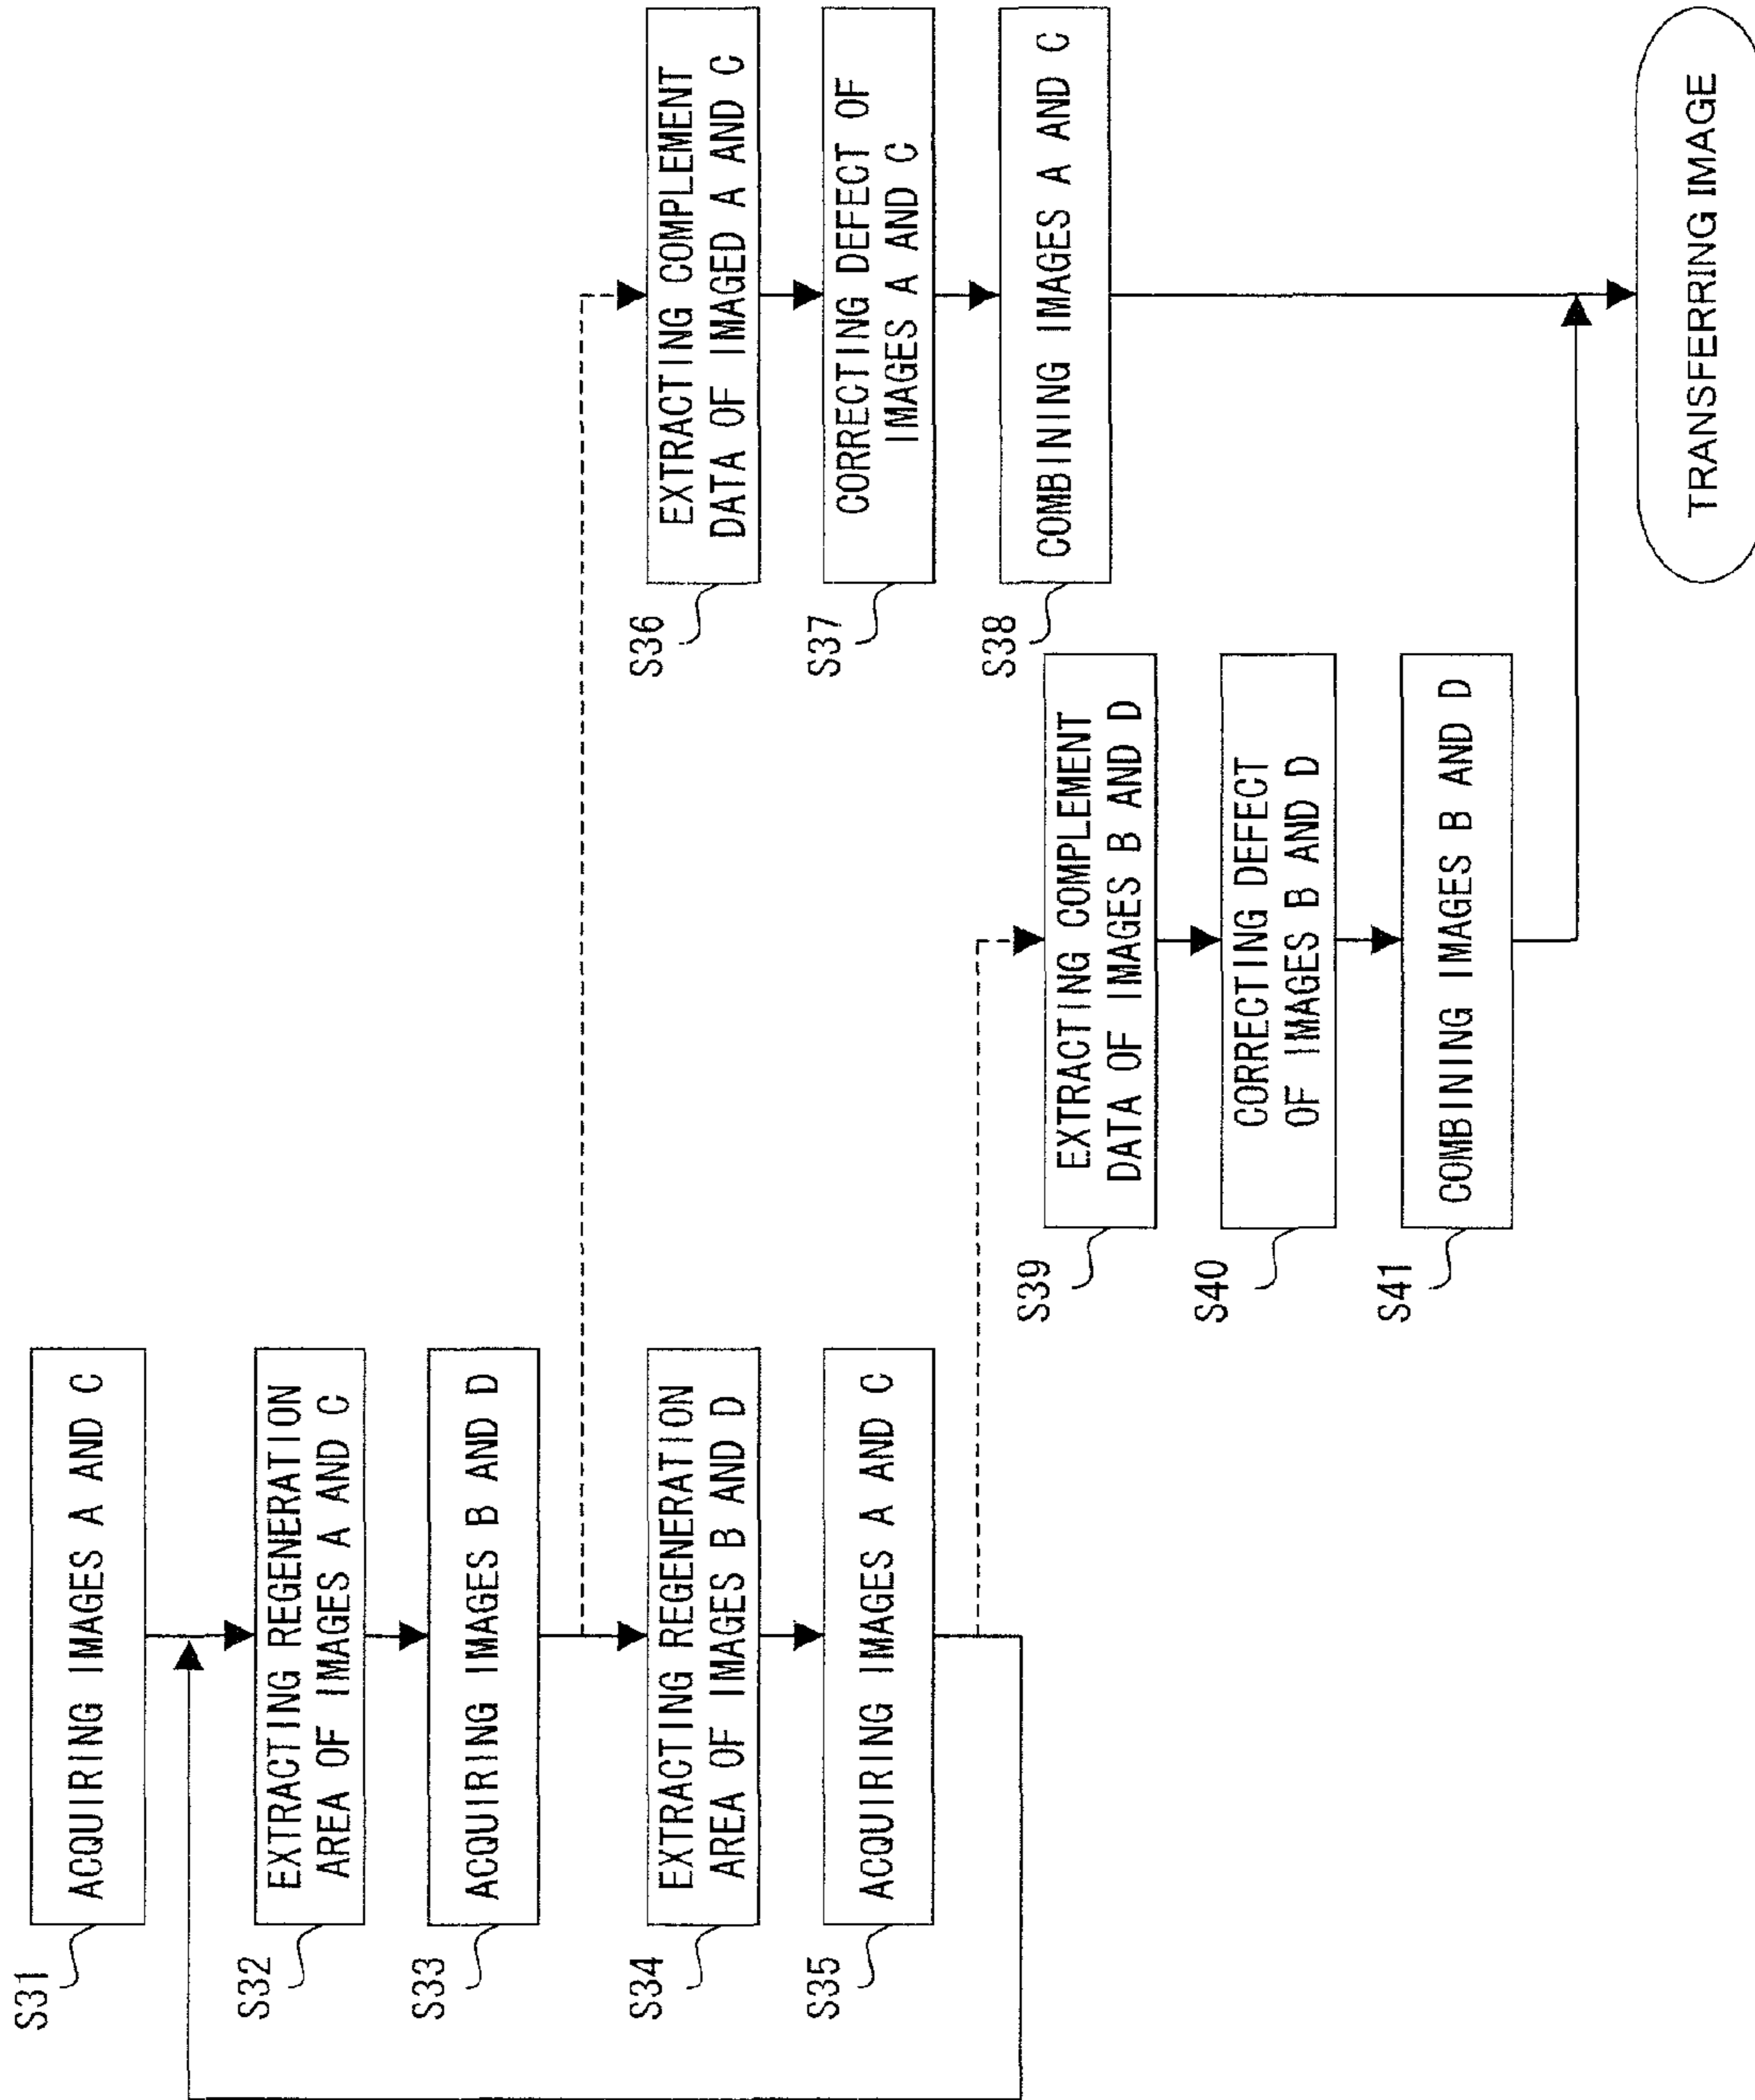 S31
ACQUIRING IMAGES A AND C
S32
EXTRACTING REGENERATION
AREA OF IMAGES A AND C
S33
ACQUIRING IMAGES B AND D
S34
EXTRACTING REGENERATION
AREA OF IMAGES B AND D
S35
ACQUIRING IMAGES A AND C
S36
EXTRACTING COMPLEMENT
DATA OF IMAGED A AND C
S37
CORRECTING DEFECT OF
IMAGES A AND C
S38
COMBINING IMAGES A AND C
S39
EXTRACTING COMPLEMENT
DATA OF IMAGES B AND D
S40
CORRECTING DEFECT
OF IMAGES B AND D
S41
COMBINING IMAGES B AND D
TRANSFERRING IMAGE